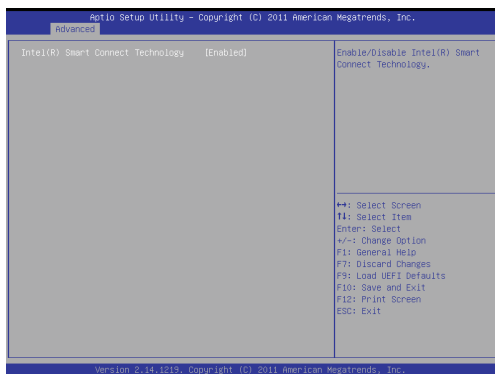 Aptio Setup Utility – Copyright (C) 2011 American Megatrends, Inc.
Advanced
Intel(R) Smart Connect Technology [Enabled]
Enable/Disable Intel(R) Smart
Connect Technology.
↔: Select Screen
↑↓: Select Item
Enter: Select
+/-: Change Option
F1: General Help
F7: Discard Changes
F9: Load UEFI Defaults
F10: Save and Exit
F12: Print Screen
ESC: Exit
Version 2.14.1219. Copyright (C) 2011 American Megatrends, Inc.